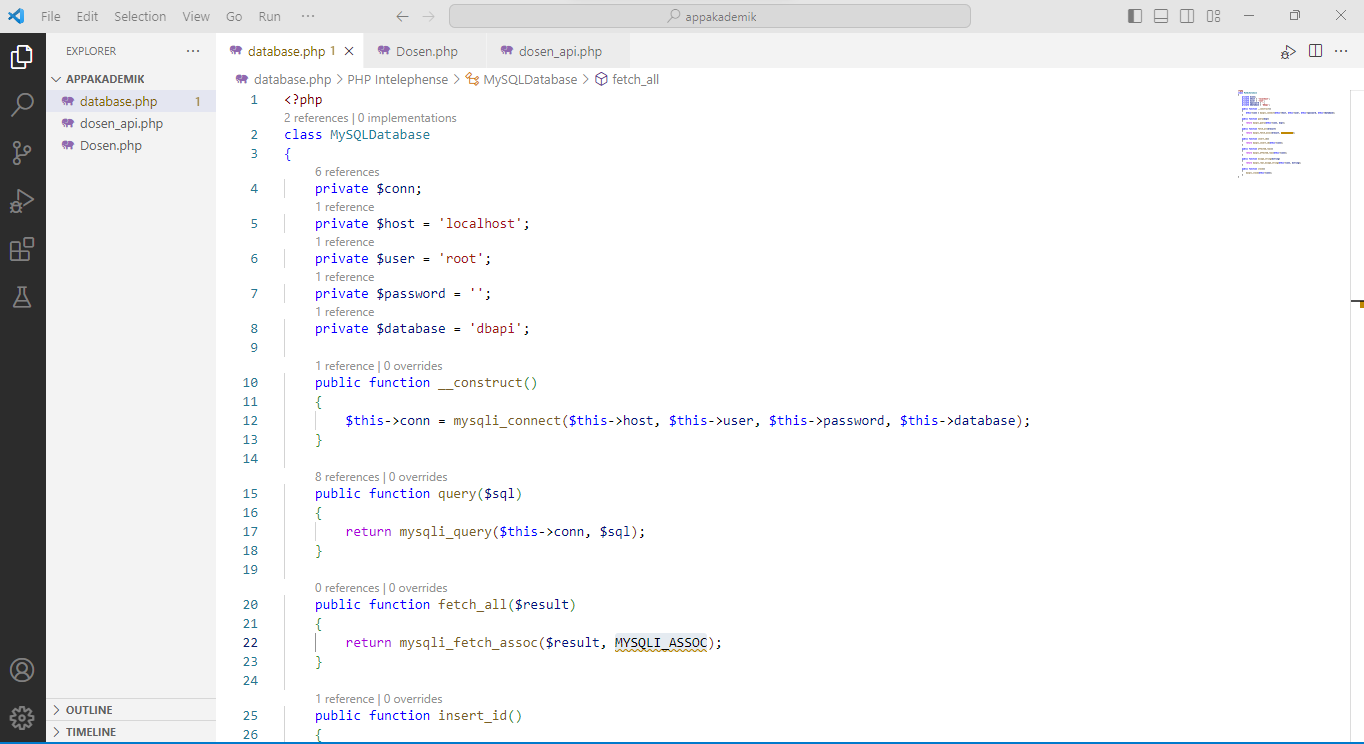 File Edit Selection View Go Run ··· appakademik
EXPLORER ···
APPAKADEMIK
database.php 1
dosen_api.php
Dosen.php
OUTLINE
TIMELINE
database.php 1 Dosen.php dosen_api.php
database.php > PHP Intelephense > MySQLDatabase > fetch_all
1 <?php
2 references | 0 implementations
2 class MySQLDatabase
3 {
6 references
4 private $conn;
1 reference
5 private $host = 'localhost';
1 reference
6 private $user = 'root';
1 reference
7 private $password = '';
1 reference
8 private $database = 'dbapi';
9
1 reference | 0 overrides
10 public function __construct()
11 {
12 $this->conn = mysqli_connect($this->host, $this->user, $this->password, $this->database);
13 }
14
8 references | 0 overrides
15 public function query($sql)
16 {
17 return mysqli_query($this->conn, $sql);
18 }
19
0 references | 0 overrides
20 public function fetch_all($result)
21 {
22 return mysqli_fetch_assoc($result, MYSQLI_ASSOC);
23 }
24
1 reference | 0 overrides
25 public function insert_id()
26 {